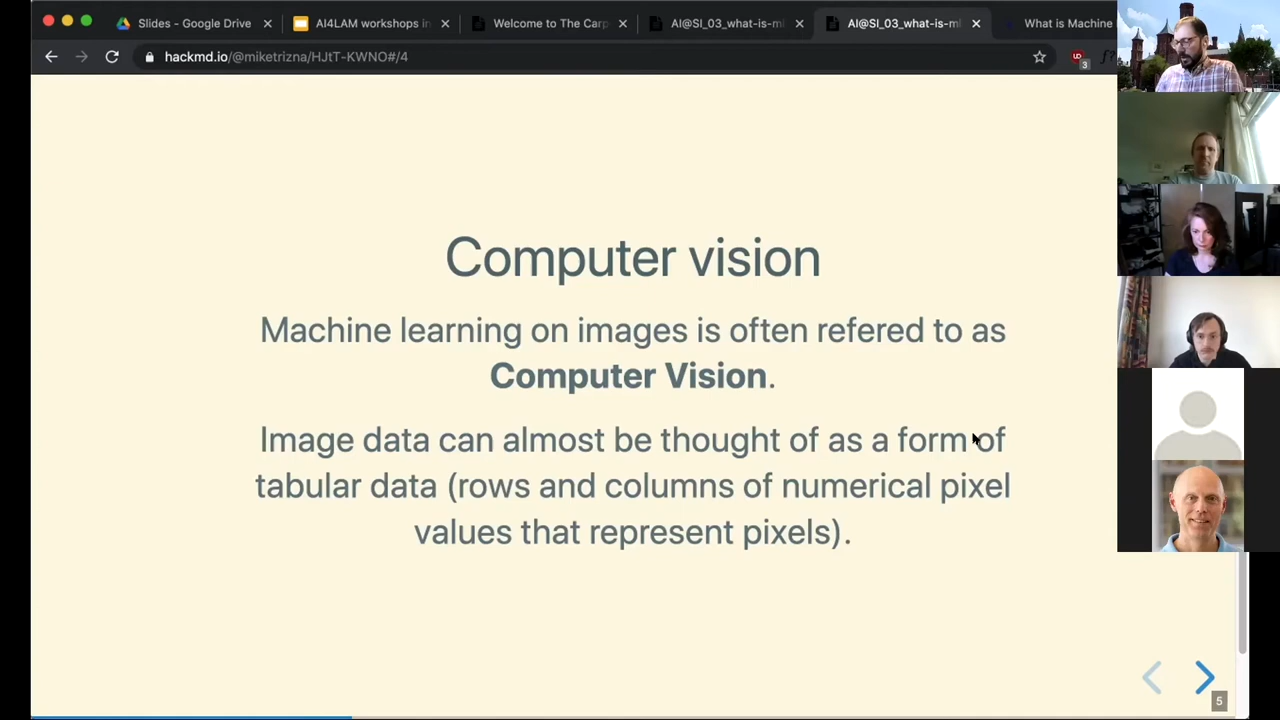 Slides - Google Drive
AI4LAM workshops in
Welcome to The Carp
AI@SI_03_what-is-ml
AI@SI_03_what-is-ml
What is Machine
hackmd.io/@miketrizna/HJtT-KWNO#/4
3
f?
Computer vision
Machine learning on images is often refered to as
Computer Vision.
Image data can almost be thought of as a form of
tabular data (rows and columns of numerical pixel
values that represent pixels).
5